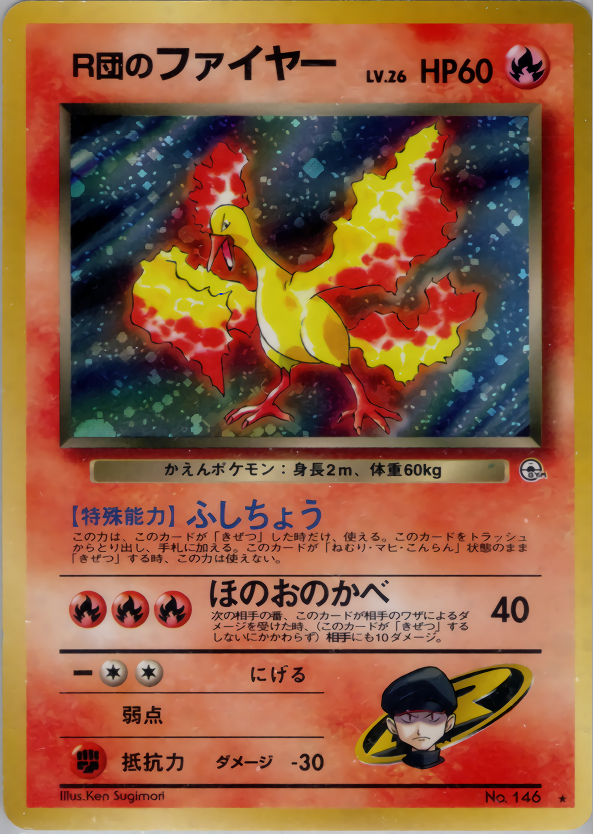 R団のファイヤー LV.26 HP60
かえんポケモン：身長2m、体重60kg
GYM
【特殊能力】ふしちょう
この力は、このカードが「きぜつ」した時だけ、使える。このカードをトラッシュ
からとり出し、手札に加える。このカードが「ねむり・マヒ・こんらん」状態のまま
「きぜつ」する時、この力は使えない。
ほのおのかべ 40
次の相手の番、このカードが相手のワザによるダ
メージを受けた時、（このカードが「きぜつ」する
しないにかかわらず）相手にも10ダメージ。
にげる
弱点
抵抗力 ダメージ -30
Illus.Ken Sugimori
No. 146 ★